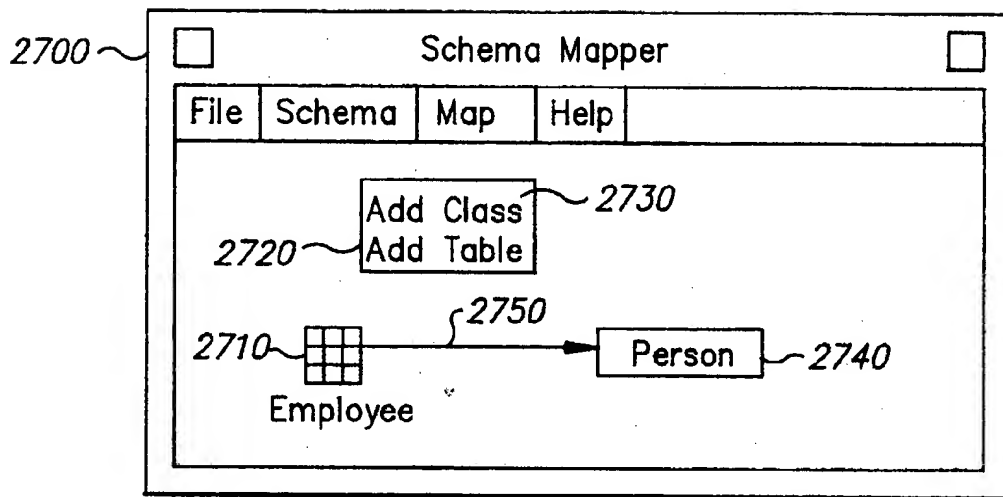 2700 Schema Mapper
File Schema Map Help
Add Class 2730
2720 Add Table
2750
2710 Person 2740
Employee